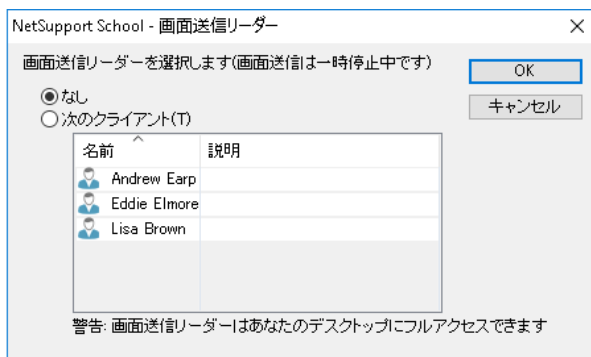 NetSupport School - 画面送信リーダー
画面送信リーダーを選択します(画面送信は一時停止中です)
OK
キャンセル
なし
次のクライアント(T)
名前 説明
Andrew Earp
Eddie Elmore
Lisa Brown
警告: 画面送信リーダーはあなたのデスクトップにフルアクセスできます